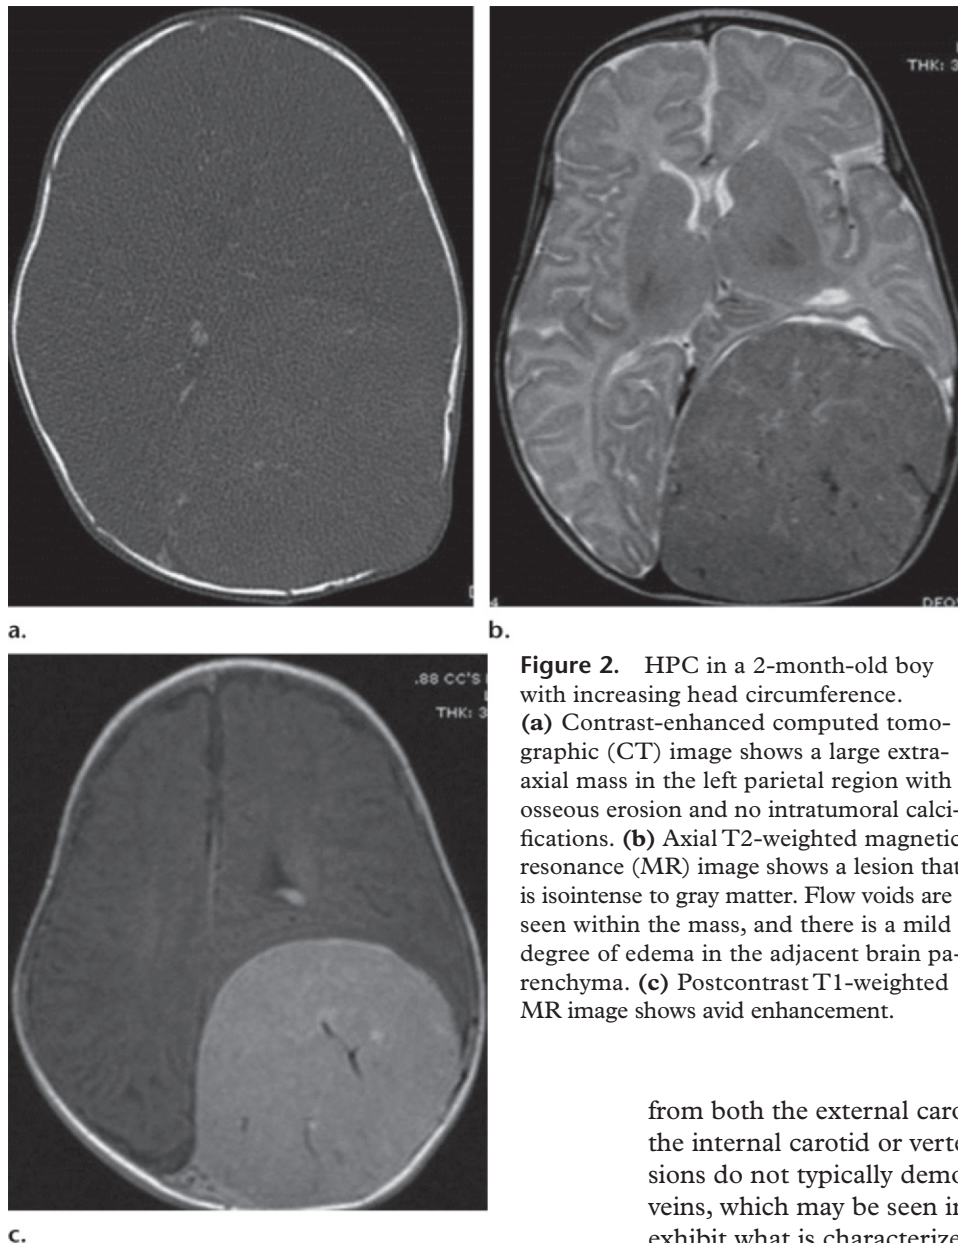 THK: 3
4
a.
b.
.88 CC'S
THK: 3
Figure 2. HPC in a 2-month-old boy
with increasing head circumference.
(a) Contrast-enhanced computed tomo-
graphic (CT) image shows a large extra-
axial mass in the left parietal region with
osseous erosion and no intratumoral calci-
fications. (b) Axial T2-weighted magnetic
resonance (MR) image shows a lesion that
is isointense to gray matter. Flow voids are
seen within the mass, and there is a mild
degree of edema in the adjacent brain pa-
renchyma. (c) Postcontrast T1-weighted
MR image shows avid enhancement.
from both the external
the internal carotid or
sions do not typically
veins, which may be seen
exhibit what is
c.